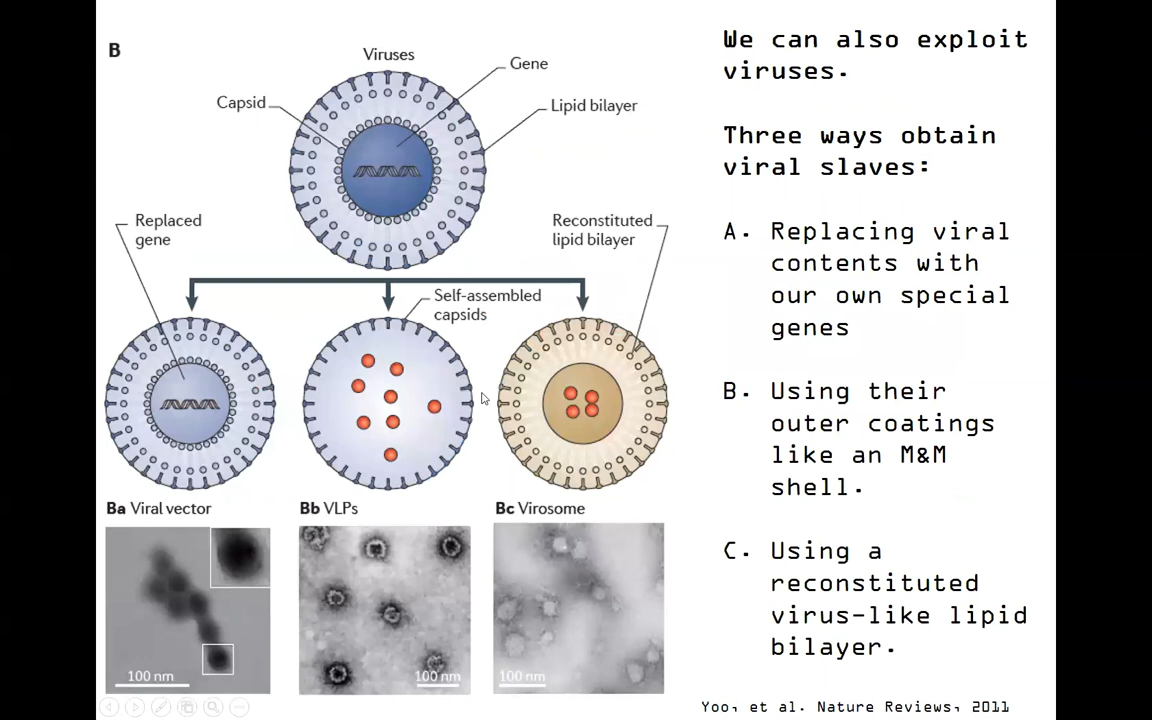 B
Viruses
Gene
Capsid
Lipid bilayer
Replaced
gene
Reconstituted
lipid bilayer
Self-assembled
capsids
Ba Viral vector
Bb VLPs
Bc Virosome
100 nm
100 nm
100 nm
We can also exploit
viruses.
Three ways obtain
viral slaves:
A. Replacing viral
contents with
our own special
genes
B. Using their
outer coatings
like an M&M
shell.
C. Using a
reconstituted
virus-like lipid
bilayer.
Yoo, et al. Nature Reviews, 2011